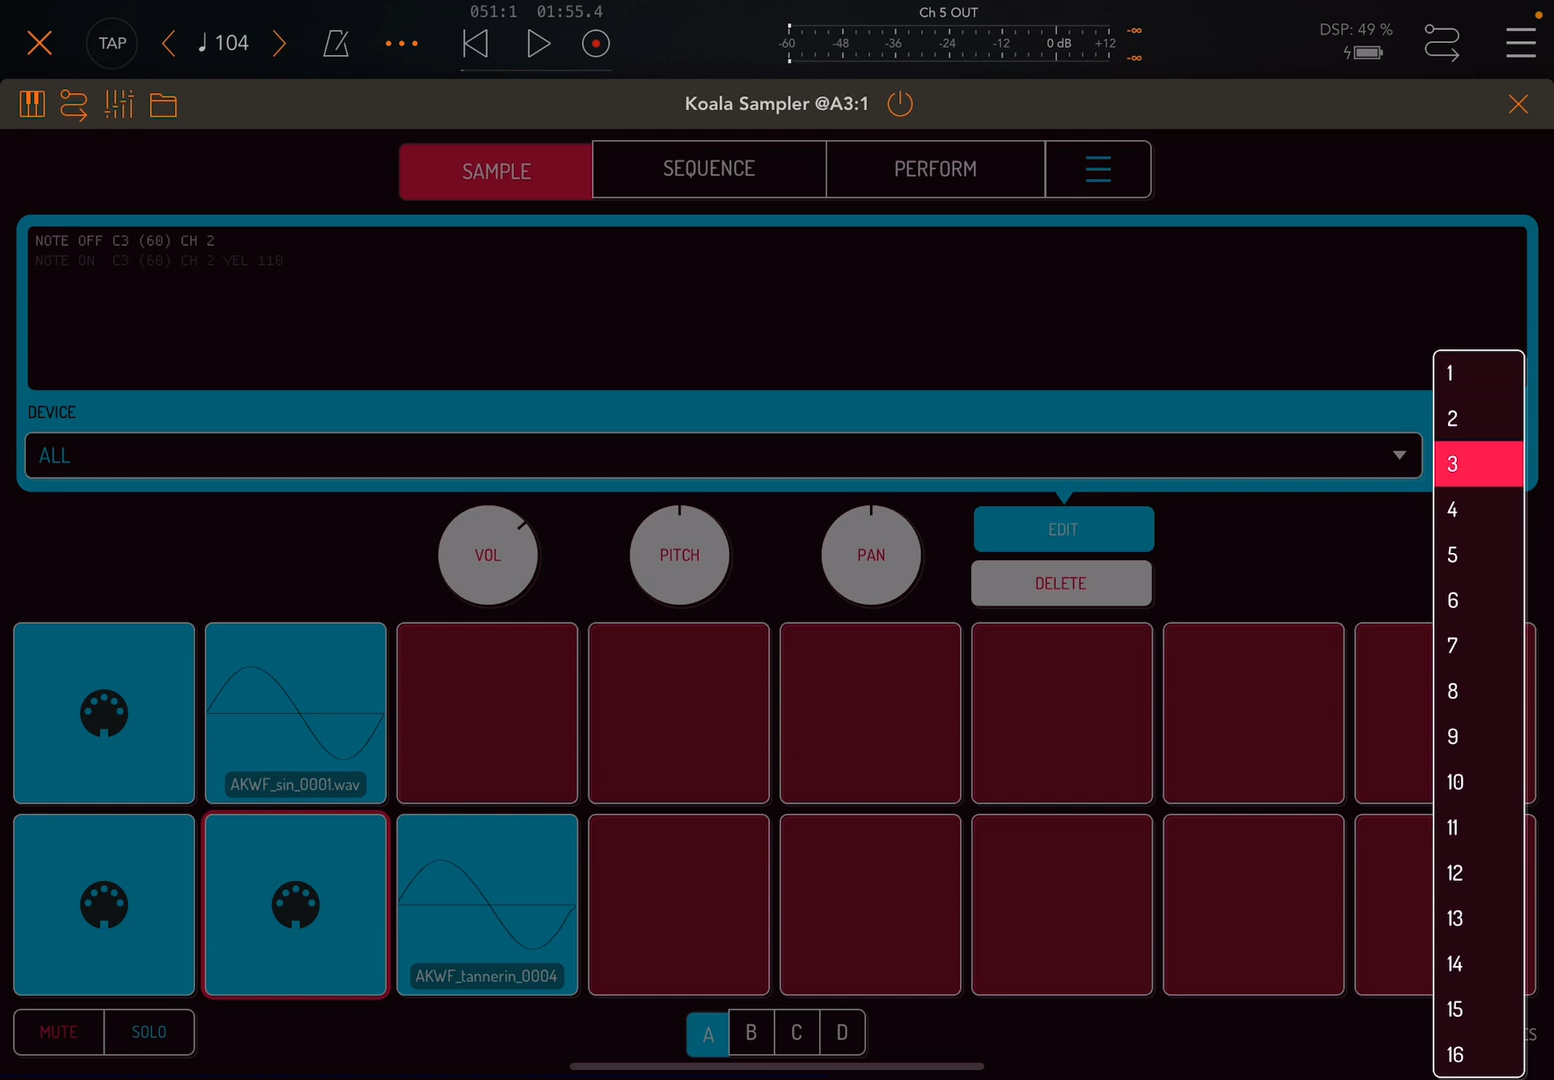 051:1 01:55.4
Ch 5 OUT
TAP
104
-60 -48 -36 -24 -12 0 dB +12
-∞
-∞
DSP: 49 %
Koala Sampler @A3:1
SAMPLE
SEQUENCE
PERFORM
NOTE OFF C3 (60) CH 2
NOTE ON C3 (60) CH 2 VEL 110
DEVICE
ALL
VOL
PITCH
PAN
EDIT
DELETE
1
2
3
4
5
6
7
8
9
10
11
12
13
14
15
16
AKWF_sin_0001.wav
AKWF_tannerin_0004
MUTE
SOLO
A
B
C
D